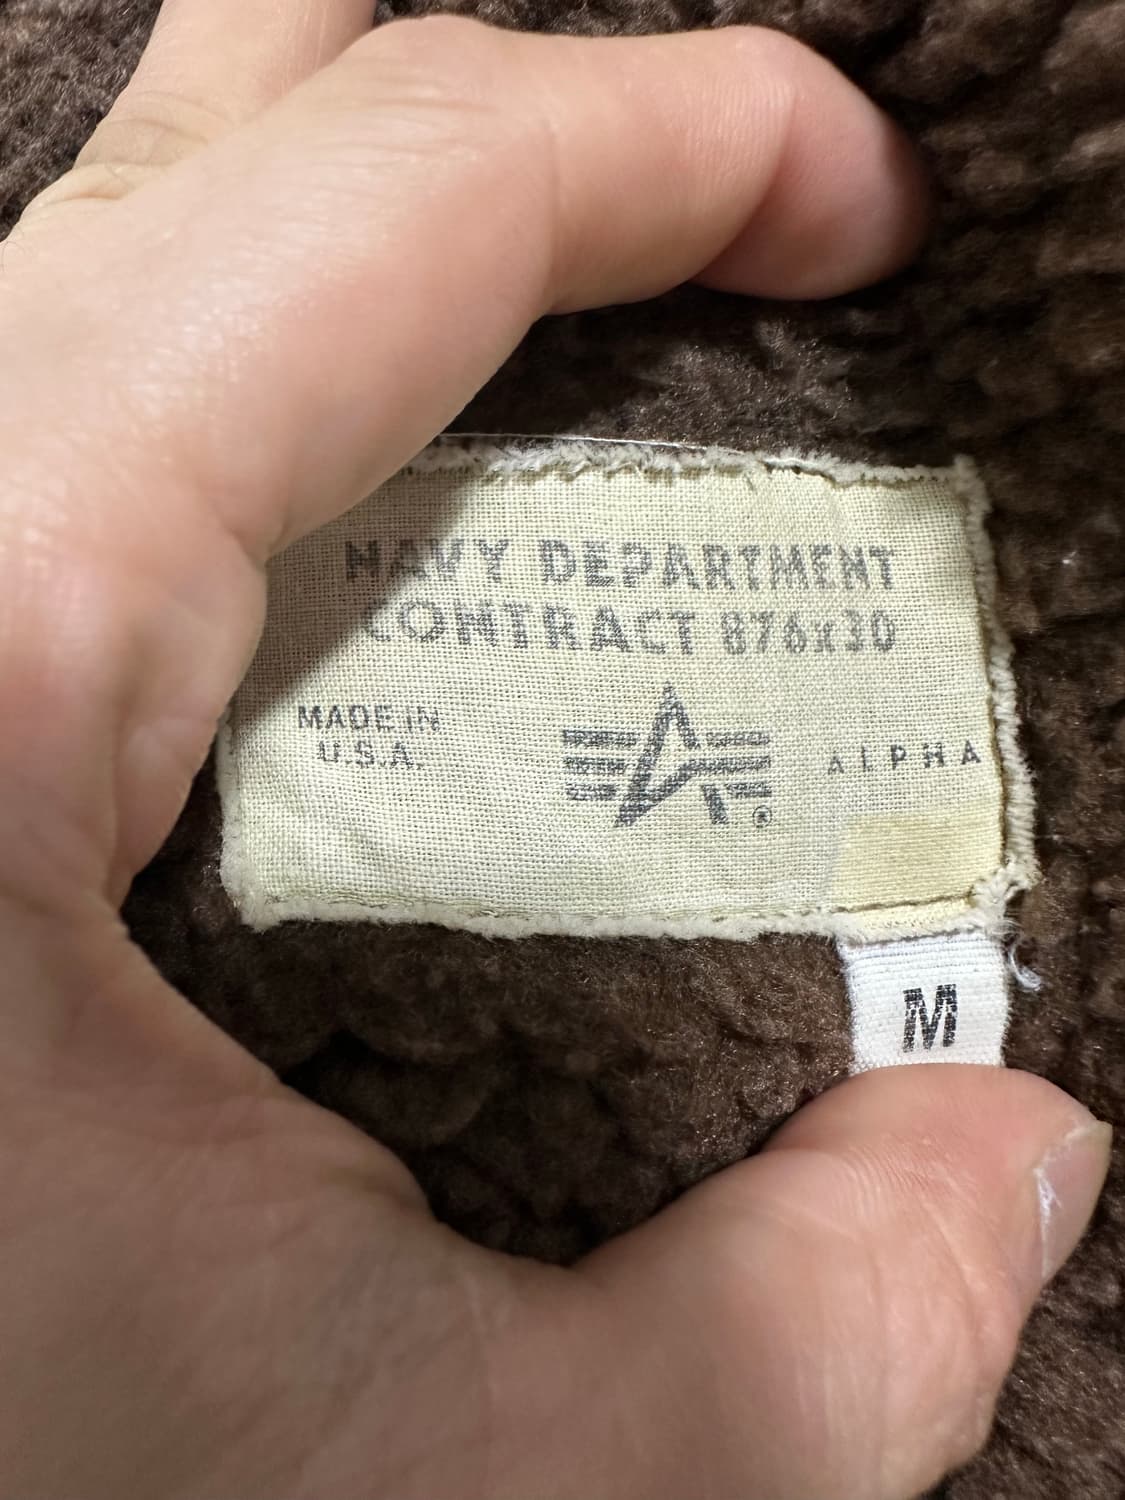 NAVY DEPARTMENT
CONTRACT 876x30
MADE IN
U.S.A.
ALPHA
®
M